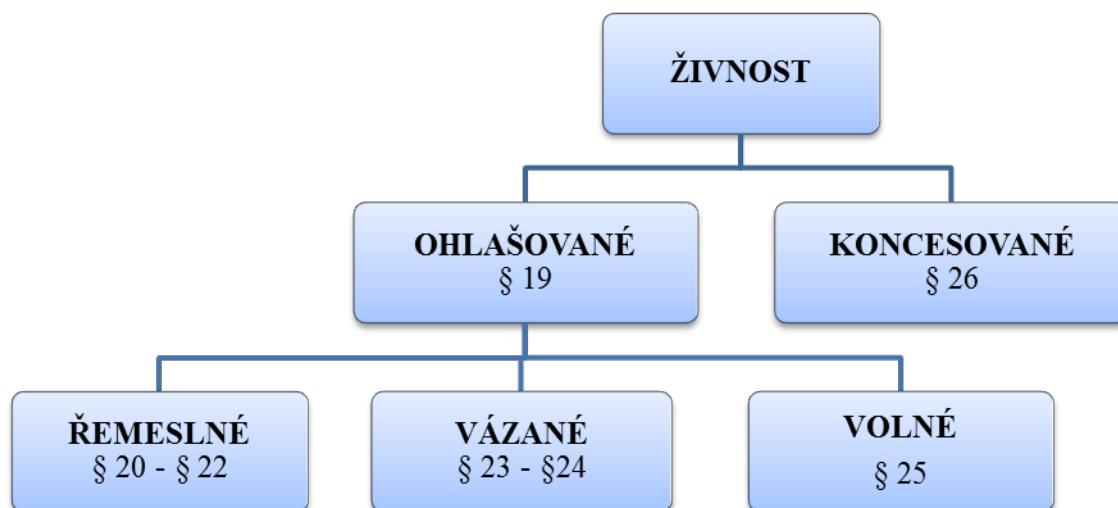 ŽIVNOST
OHLAŠOVANÉ
§ 19
KONCESOVANÉ
§ 26
ŘEMESLNÉ
§ 20 - § 22
VÁZANÉ
§ 23 - §24
VOLNÉ
§ 25